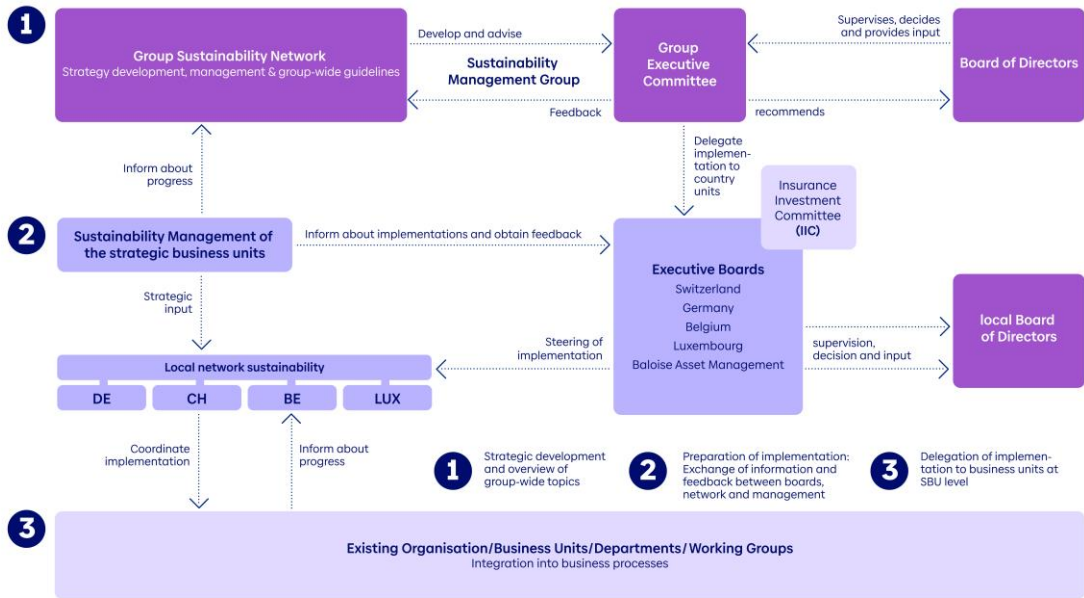 1
Group Sustainability Network
Strategy development, management & group-wide guidelines
Develop and advise
Sustainability
Management Group
Feedback
Group
Executive
Committee
Supervises, decides
and provides input
recommends
Board of Directors
Inform about
progress
Delegate
implemen-
tation to
country
units
Insurance
Investment
Committee
(IIC)
2
Sustainability Management of
the strategic business units
Inform about implementations and obtain feedback
Executive Boards
Switzerland
Germany
Belgium
Luxembourg
Baloise Asset Management
local Board
of Directors
Strategic
input
Steering of
implementation
supervision,
decision and input
Local network sustainability
DE
CH
BE
LUX
Coordinate
implementation
Inform about
progress
1
Strategic development
and overview of
group-wide topics
2
Preparation of implementation:
Exchange of information and
feedback between boards,
network and management
3
Delegation of implemen-
tation to business units at
SBU level
3
Existing Organisation/Business Units/Departments/Working Groups
Integration into business processes